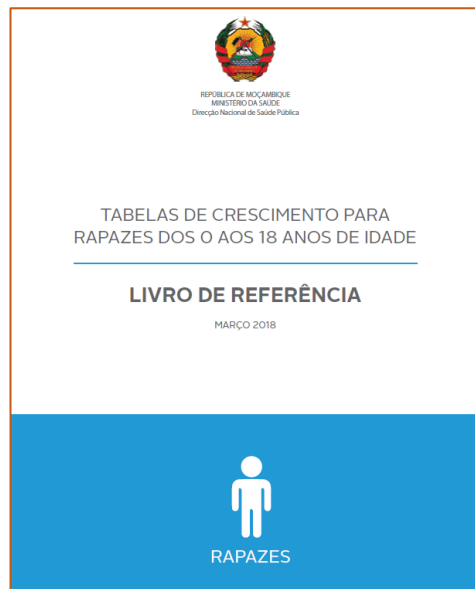 REPÚBLICA DE MOÇAMBIQUE
MINISTÉRIO DA SAÚDE
Direcção Nacional de Saúde Pública
TABELAS DE CRESCIMENTO PARA
RAPAZES DOS 0 AOS 18 ANOS DE IDADE
LIVRO DE REFERÊNCIA
MARÇO 2018
RAPAZES